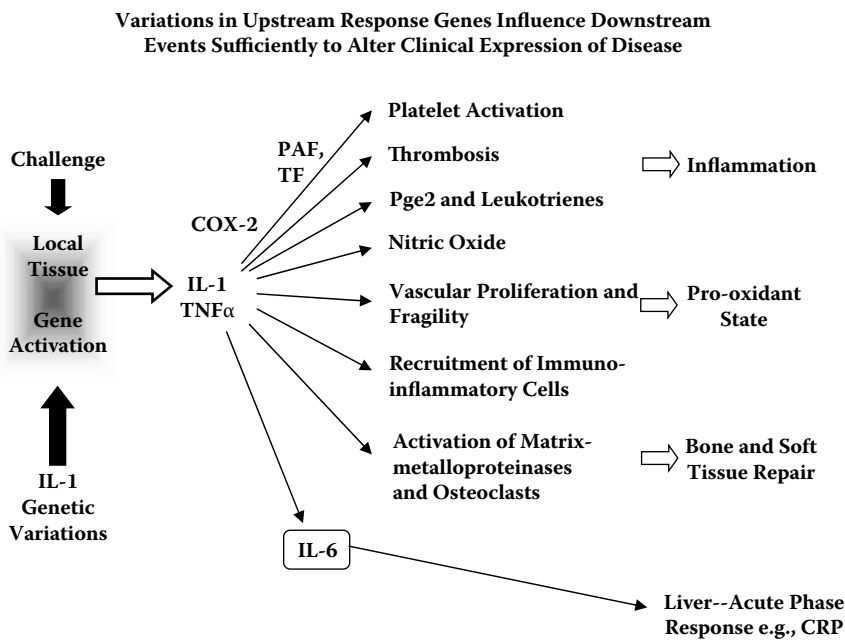 Variations in Upstream Response Genes Influence Downstream
Events Sufficiently to Alter Clinical Expression of Disease
Challenge
Local
Tissue
Gene
Activation
IL-1
Genetic
Variations
IL-1
TNFα
COX-2
PAF,
TF
Platelet Activation
Thrombosis
Pge2 and Leukotrienes
Nitric Oxide
Vascular Proliferation and
Fragility
Recruitment of Immuno-
inflammatory Cells
Activation of Matrix-
metalloproteinases
and Osteoclasts
Inflammation
Pro-oxidant
State
Bone and Soft
Tissue Repair
IL-6
Liver--Acute Phase
Response e.g., CRP